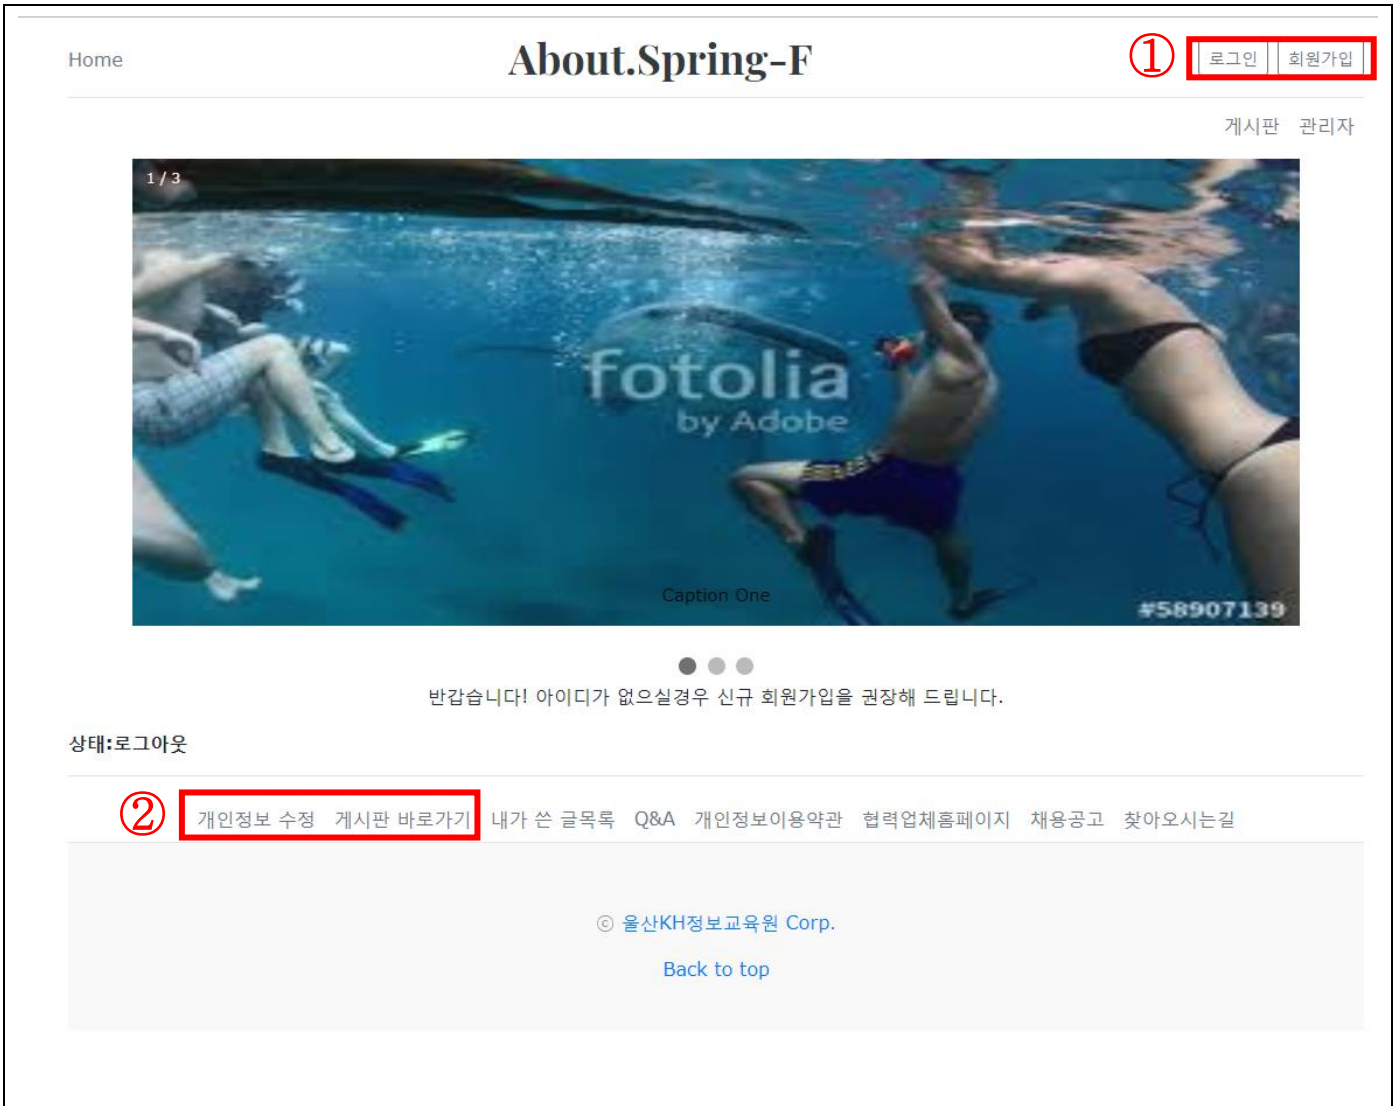 Home About.Spring-F ① 로그인 회원가입
게시판 관리자
1 / 3
fotolia
by Adobe
Caption One
#58907139
반갑습니다! 아이디가 없으실경우 신규 회원가입을 권장해 드립니다.
상태:로그아웃
② 개인정보 수정 게시판 바로가기 내가 쓴 글목록 Q&A 개인정보이용약관 협력업체홈페이지 채용공고 찾아오시는길
ⓒ 울산KH정보교육원 Corp.
Back to top